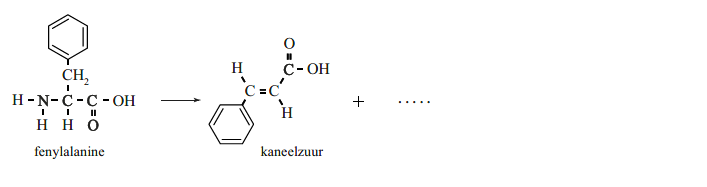 O
H C-OH
CH₂ C=C
H-N-C-C-OH H + .....
H H O
fenylalanine kaneelzuur